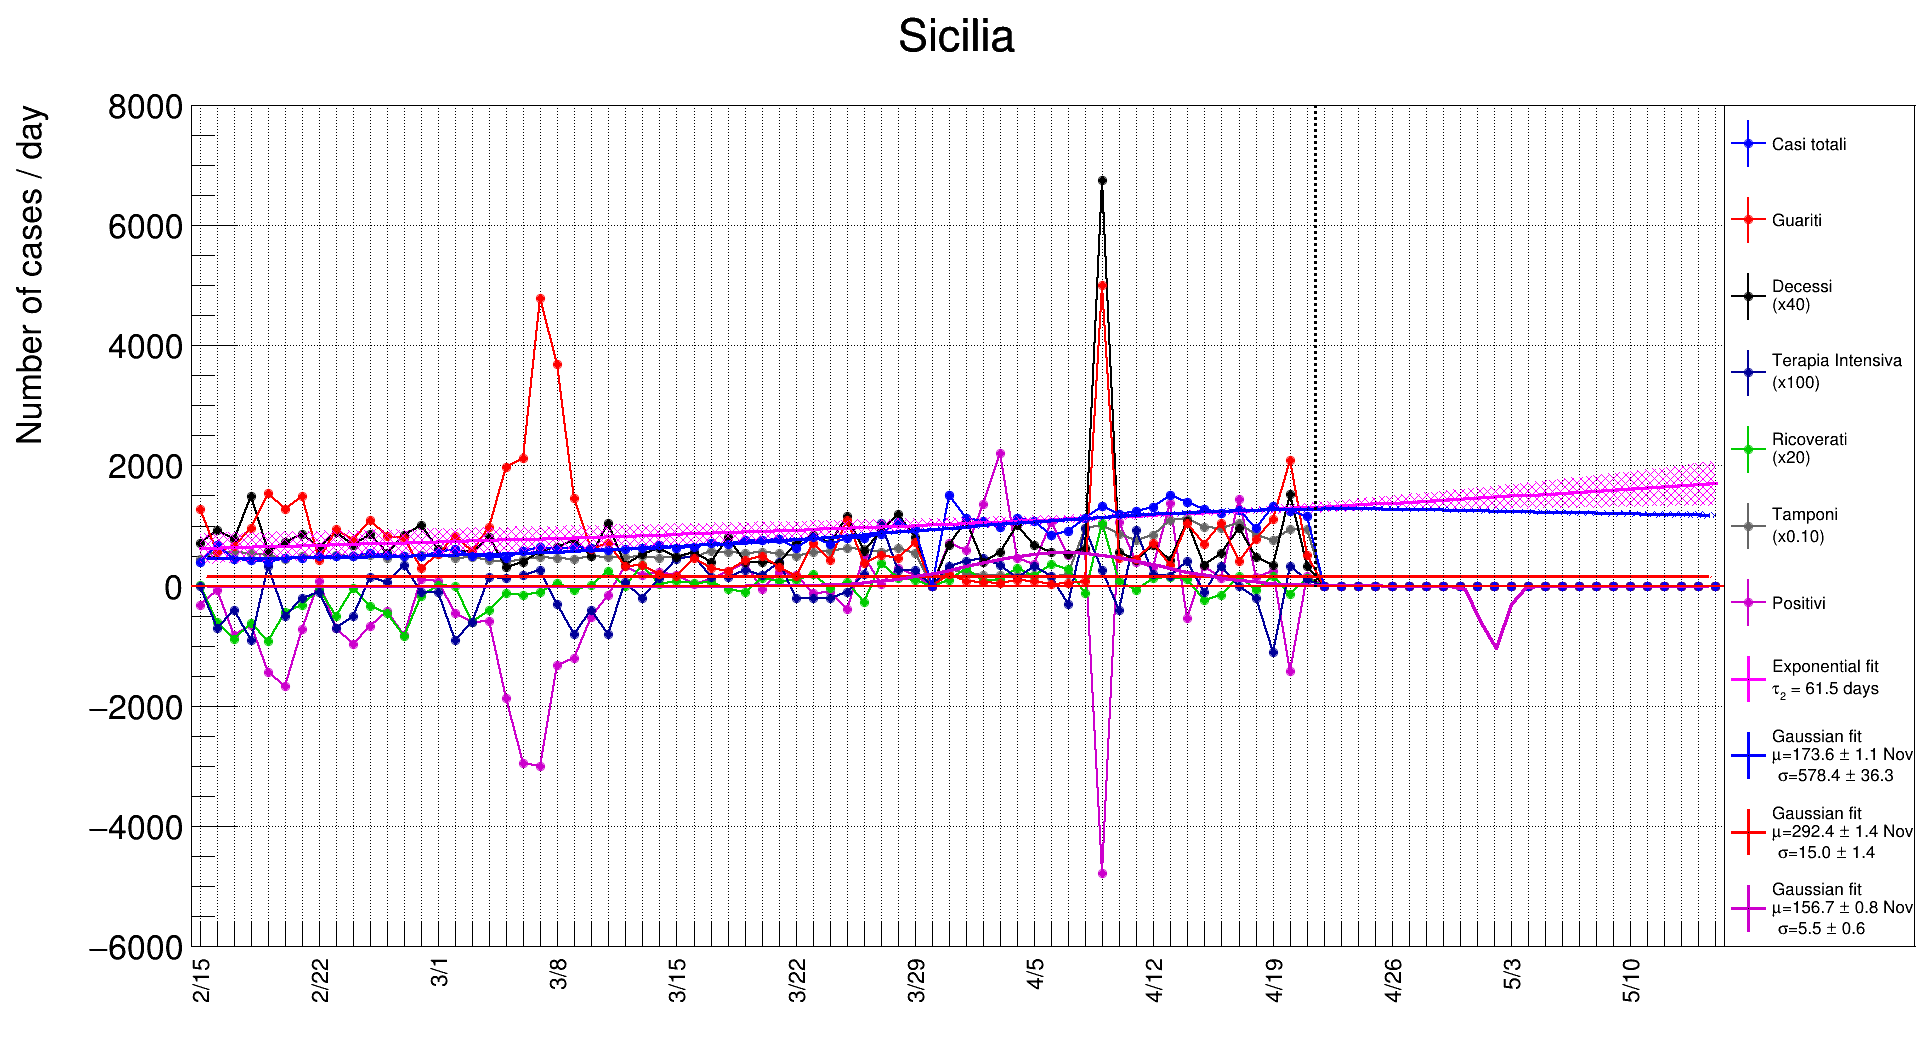 Sicilia
Number of cases / day
8000
6000
4000
2000
0
−2000
−4000
−6000
2/15
2/22
3/1
3/8
3/15
3/22
3/29
4/5
4/12
4/19
4/26
5/3
5/10
Casi totali
Guariti
Decessi
(x40)
Terapia Intensiva
(x100)
Ricoverati
(x20)
Tamponi
(x0.10)
Positivi
Exponential fit
τ2 = 61.5 days
Gaussian fit
μ=173.6 ± 1.1 Nov
σ=578.4 ± 36.3
Gaussian fit
μ=292.4 ± 1.4 Nov
σ=15.0 ± 1.4
Gaussian fit
μ=156.7 ± 0.8 Nov
σ=5.5 ± 0.6